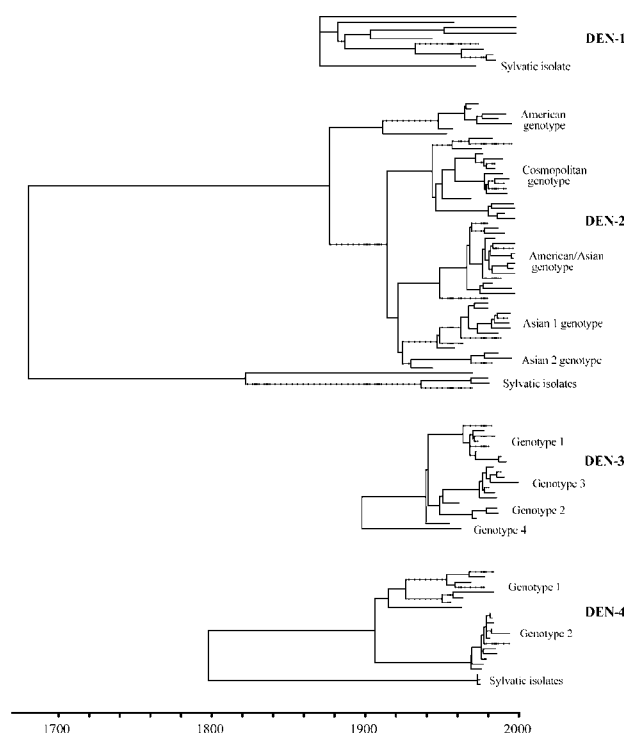 DEN-1
Sylvatic isolate
American
genotype
Cosmopolitan
genotype
DEN-2
American/Asian
genotype
Asian 1 genotype
Asian 2 genotype
Sylvatic isolates
Genotype 1
DEN-3
Genotype 3
Genotype 2
Genotype 4
Genotype 1
DEN-4
Genotype 2
Sylvatic isolates
1700 1800 1900 2000